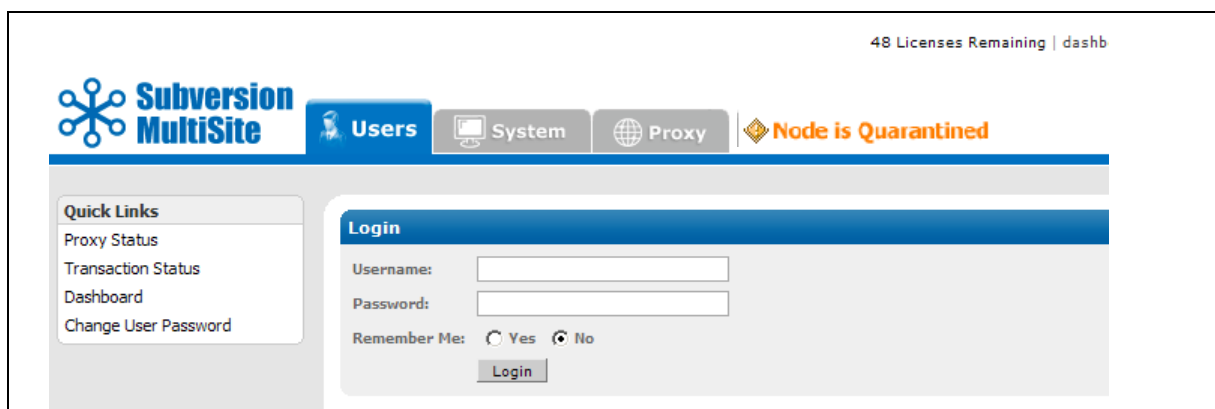 48 Licenses Remaining | dashb
Subversion
MultiSite
Users
System
Proxy
Node is Quarantined
Quick Links
Proxy Status
Transaction Status
Dashboard
Change User Password
Login
Username:
Password:
Remember Me: Yes No
Login